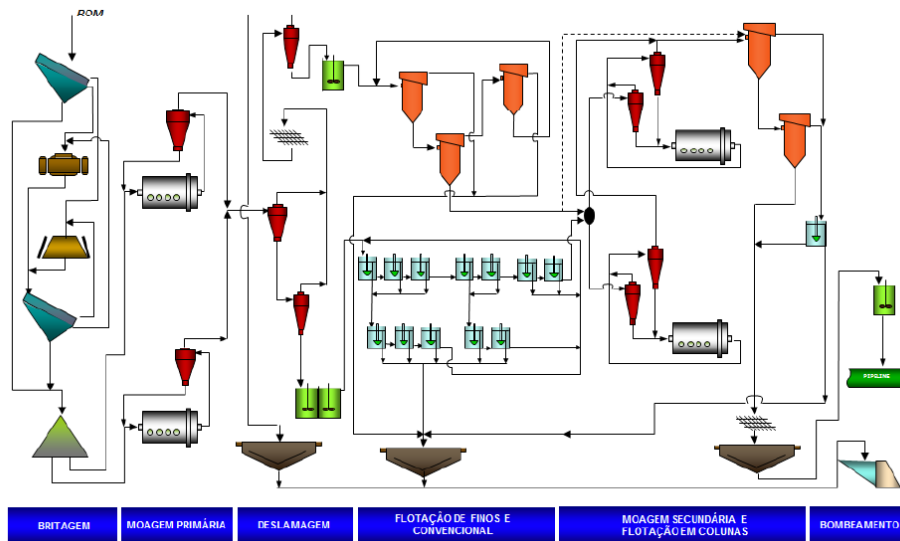 ROM
PIPELINE
BRITAGEM
MOAGEM PRIMÁRIA
DESLAMAGEM
FLOTAÇÃO DE FINOS E
CONVENCIONAL
MOAGEM SECUNDÁRIA E
FLOTAÇÃO EM COLUNAS
BOMBEAMENTO